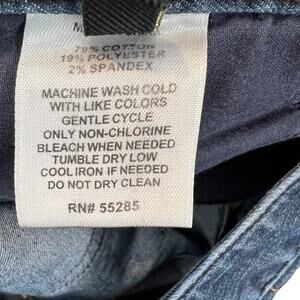 79% COTTON
19% POLYESTER
2% SPANDEX
MACHINE WASH COLD
WITH LIKE COLORS
GENTLE CYCLE
ONLY NON-CHLORINE
BLEACH WHEN NEEDED
TUMBLE DRY LOW
COOL IRON IF NEEDED
DO NOT DRY CLEAN
RN# 55285